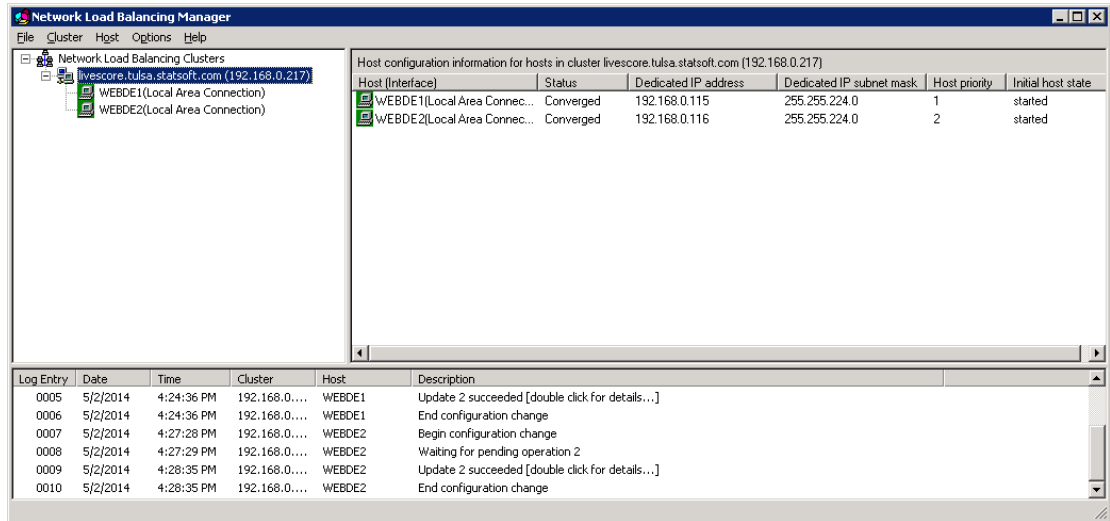 Network Load Balancing Manager
File Cluster Host Options Help
Network Load Balancing Clusters
livescore.tulsa.statsoft.com (192.168.0.217)
WEBDE1(Local Area Connection)
WEBDE2(Local Area Connection)
Host configuration information for hosts in cluster livescore.tulsa.statsoft.com (192.168.0.217)
Host (Interface) Status Dedicated IP address Dedicated IP subnet mask Host priority Initial host state
WEBDE1(Local Area Connec... Converged 192.168.0.115 255.255.224.0 1 started
WEBDE2(Local Area Connec... Converged 192.168.0.116 255.255.224.0 2 started
Log Entry Date Time Cluster Host Description
0005 5/2/2014 4:24:36 PM 192.168.0.... WEBDE1 Update 2 succeeded [double click for details...]
0006 5/2/2014 4:24:36 PM 192.168.0.... WEBDE1 End configuration change
0007 5/2/2014 4:27:28 PM 192.168.0.... WEBDE2 Begin configuration change
0008 5/2/2014 4:27:29 PM 192.168.0.... WEBDE2 Waiting for pending operation 2
0009 5/2/2014 4:28:35 PM 192.168.0.... WEBDE2 Update 2 succeeded [double click for details...]
0010 5/2/2014 4:28:35 PM 192.168.0.... WEBDE2 End configuration change